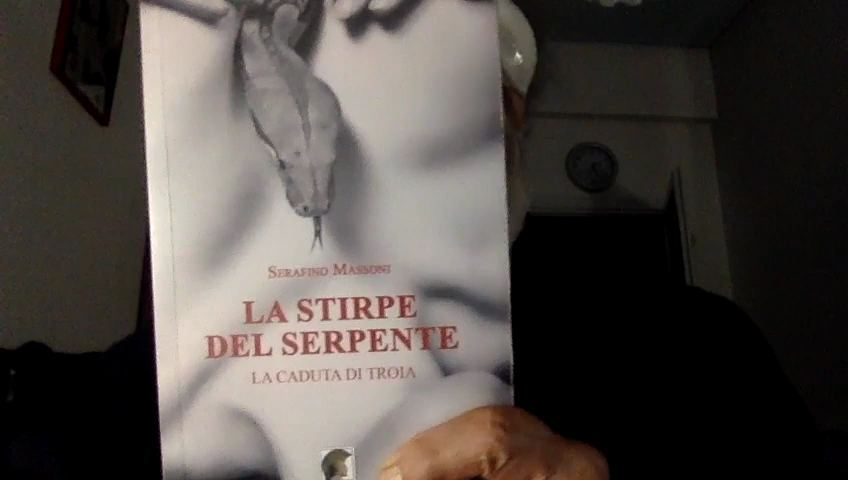 SERAFINO MASSONI
LA STIRPE
DEL SERPENTE
LA CADUTA DI TROIA